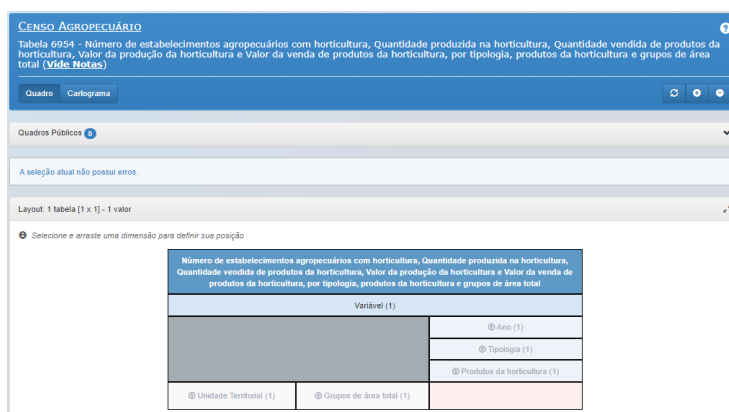 CENSO AGROPECUÁRIO
Tabela 6954 - Número de estabelecimentos agropecuários com horticultura, Quantidade produzida na horticultura, Quantidade vendida de produtos da
horticultura, Valor da produção da horticultura e Valor da venda de produtos da horticultura, por tipologia, produtos da horticultura e grupos de área
total (Vide Notas)
Quadro Cartograma
Quadros Públicos 0
A seleção atual não possui erros.
Layout: 1 tabela [1 x 1] - 1 valor
Selecione e arraste uma dimensão para definir sua posição
Número de estabelecimentos agropecuários com horticultura, Quantidade produzida na horticultura,
Quantidade vendida de produtos da horticultura, Valor da produção da horticultura e Valor da venda de
produtos da horticultura, por tipologia, produtos da horticultura e grupos de área total
Variável (1)
Ano (1)
Tipologia (1)
Produtos da horticultura (1)
Unidade Territorial (1) Grupos de área total (1)